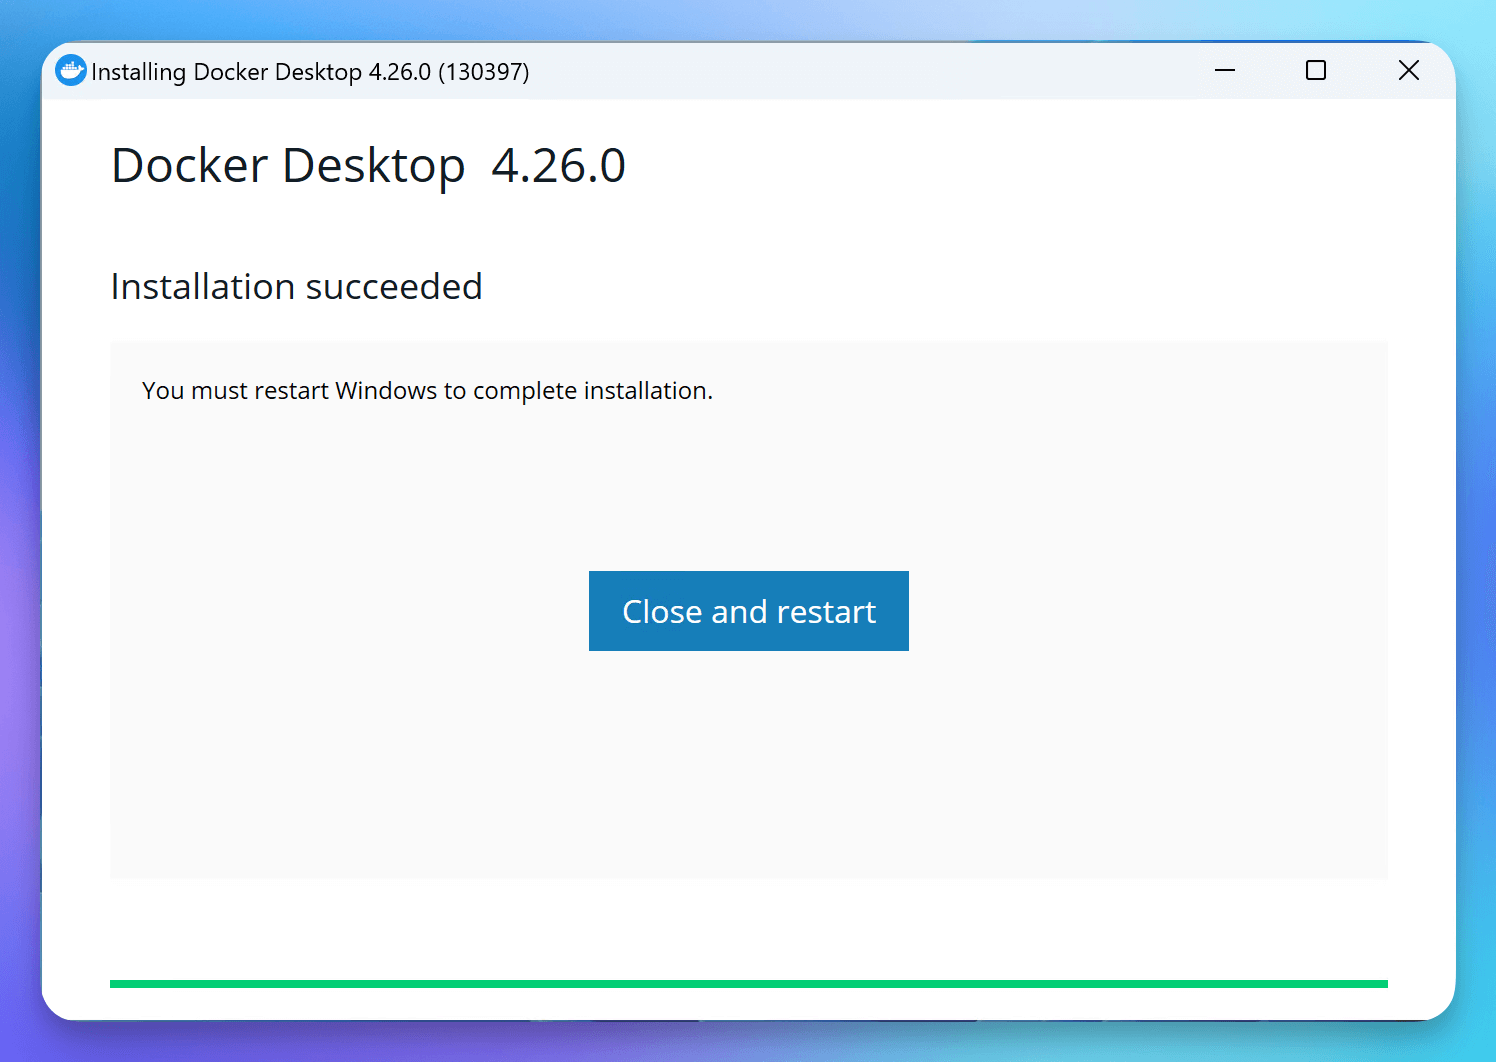 Installing Docker Desktop 4.26.0 (130397)
Docker Desktop 4.26.0
Installation succeeded
You must restart Windows to complete installation.
Close and restart